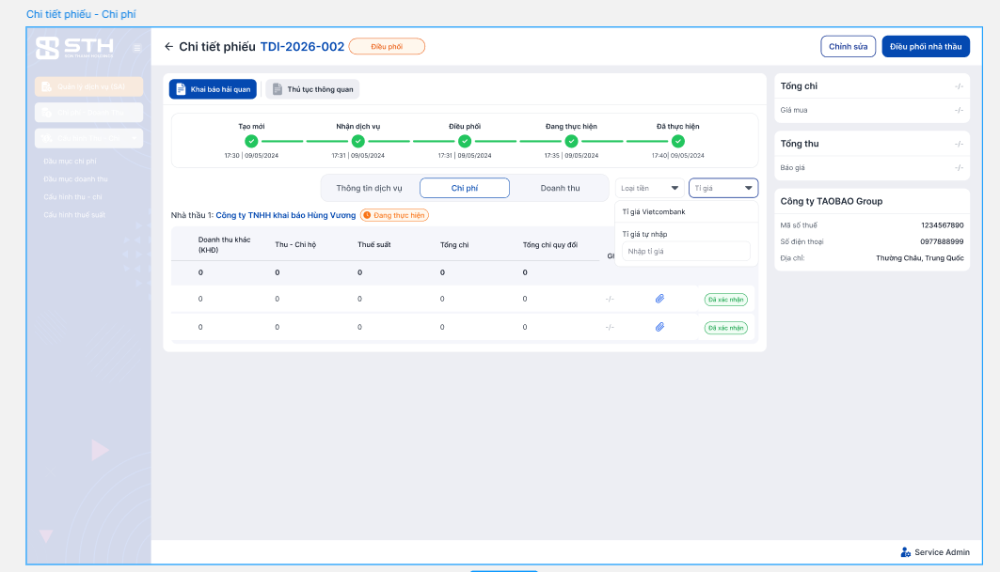 Chi tiết phiếu - Chi phí
STH
Chi tiết phiếu TDI-2026-002
Điều phối
Chỉnh sửa
Điều phối nhà thầu
Quản lý dịch vụ (SA)
Khai báo hải quan
Thủ tục thông quan
Đầu mục chi phí
Đầu mục doanh thu
Cấu hình thu - chi
Cấu hình thuế suất
Tạo mới
Nhận dịch vụ
Điều phối
Đang thực hiện
Đã thực hiện
17:30 | 09/05/2024
17:31 | 09/05/2024
17:31 | 09/05/2024
17:35 | 09/05/2024
17:40| 09/05/2024
Thông tin dịch vụ
Chi phí
Doanh thu
Loại tiền
Tỉ giá
Tỉ giá Vietcombank
Tỉ giá tự nhập
Nhập tỉ giá
Nhà thầu 1: Công ty TNHH khai báo Hùng Vương
Đang thực hiện
Doanh thu khác (KHĐ)
Thu - Chi hộ
Thuế suất
Tổng chi
Tổng chi quy đổi
0 0 0 0 0
0 0 0 0 0 -/- Đã xác nhận
0 0 0 0 0 -/- Đã xác nhận
Tổng chi -/-
Giá mua -/-
Tổng thu -/-
Báo giá -/-
Công ty TAOBAO Group
Mã số thuế 1234567890
Số điện thoại 0977888999
Địa chỉ: Thường Châu, Trung Quốc
Service Admin